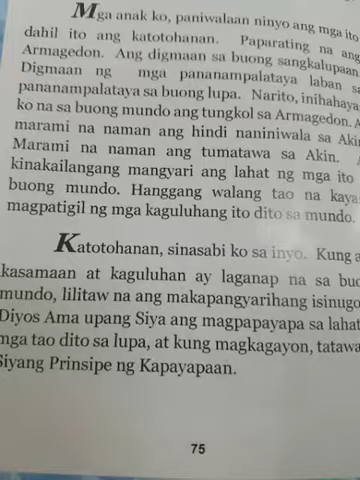 Mga anak ko, paniwalaan ninyo ang mga ito
dahil ito ang katotohanan. Paparating na ang
Armagedon. Ang digmaan sa buong sangkalupaan.
Digmaan ng mga pananampalataya laban sa
pananampalataya sa buong lupa. Narito, inihahaya
ko na sa buong mundo ang tungkol sa Armagedon. A
marami na naman ang hindi naniniwala sa Akin
Marami na naman ang tumatawa sa Akin.
kinakailangang mangyari ang lahat ng mga ito
buong mundo. Hanggang walang tao na kaya
magpatigil ng mga kaguluhang ito dito sa mundo.
Katotohanan, sinasabi ko sa inyo. Kung a
kasamaan at kaguluhan ay laganap na sa buo
mundo, lilitaw na ang makapangyarihang isinugo
Diyos Ama upang Siya ang magpapayapa sa lahat
mga tao dito sa lupa, at kung magkagayon, tatawa
Siyang Prinsipe ng Kapayapaan.
75